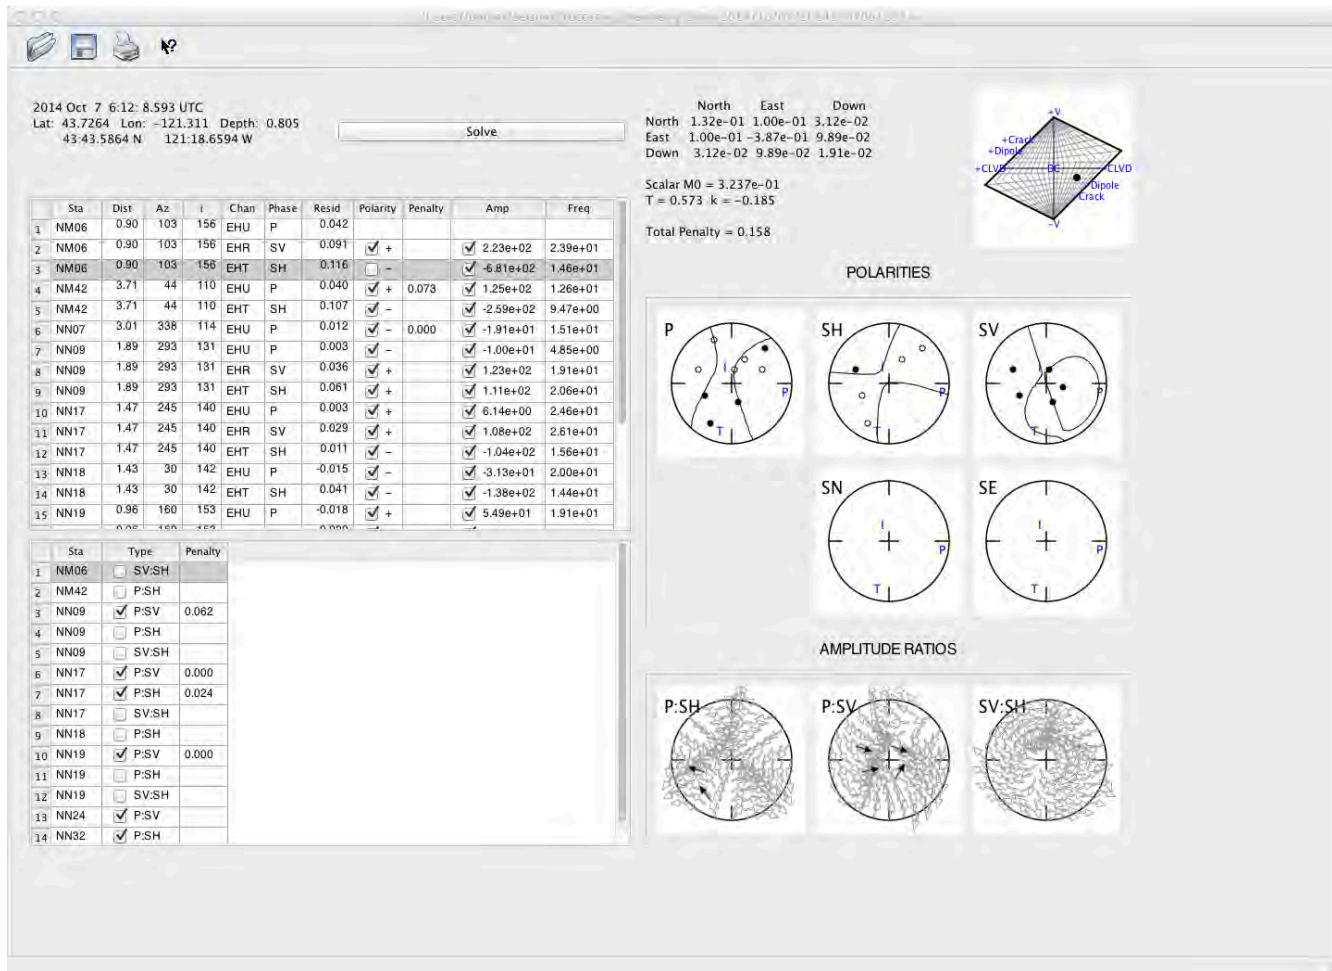 2014 Oct 7 6:12: 8.593 UTC
Lat: 43.7264 Lon: -121.311 Depth: 0.805
43:43.5864 N 121:18.6594 W
Solve
North East Down
North 1.32e-01 1.00e-01 3.12e-02
East 1.00e-01 -3.87e-01 9.89e-02
Down 3.12e-02 9.89e-02 1.91e-02
Scalar M0 = 3.237e-01
T = 0.573 k = -0.185
Total Penalty = 0.158
+V
+Crack
+Dipole
+CLVD DC -CLVD
Dipole
Crack
-V
Sta Dist Az i Chan Phase Resid Polarity Penalty Amp Freq
1 NM06 0.90 103 156 EHU P 0.042
2 NM06 0.90 103 156 EHR SV 0.091 + 2.23e+02 2.39e+01
3 NM06 0.90 103 156 EHT SH 0.116 - -6.81e+02 1.46e+01
4 NM42 3.71 44 110 EHU P 0.040 + 0.073 1.25e+02 1.26e+01
5 NM42 3.71 44 110 EHT SH 0.107 - -2.59e+02 9.47e+00
6 NN07 3.01 338 114 EHU P 0.012 - 0.000 -1.91e+01 1.51e+01
7 NN09 1.89 293 131 EHU P 0.003 - -1.00e+01 4.85e+00
8 NN09 1.89 293 131 EHR SV 0.036 + 1.23e+02 1.91e+01
9 NN09 1.89 293 131 EHT SH 0.061 + 1.11e+02 2.06e+01
10 NN17 1.47 245 140 EHU P 0.003 + 6.14e+00 2.46e+01
11 NN17 1.47 245 140 EHR SV 0.029 + 1.08e+02 2.61e+01
12 NN17 1.47 245 140 EHT SH 0.011 - -1.04e+02 1.56e+01
13 NN18 1.43 30 142 EHU P -0.015 - -3.13e+01 2.00e+01
14 NN18 1.43 30 142 EHT SH 0.041 - -1.38e+02 1.44e+01
15 NN19 0.96 160 153 EHU P -0.018 + 5.49e+01 1.91e+01
Sta Type Penalty
1 NM06 SV:SH
2 NM42 P:SH
3 NN09 P:SV 0.062
4 NN09 P:SH
5 NN09 SV:SH
6 NN17 P:SV 0.000
7 NN17 P:SH 0.024
8 NN17 SV:SH
9 NN18 P:SH
10 NN19 P:SV 0.000
11 NN19 P:SH
12 NN19 SV:SH
13 NN24 P:SV
14 NN32 P:SH
POLARITIES
P I P T
SH I P T
SV I P T
SN I P T
SE I P T
AMPLITUDE RATIOS
P:SH P:SV SV:SH